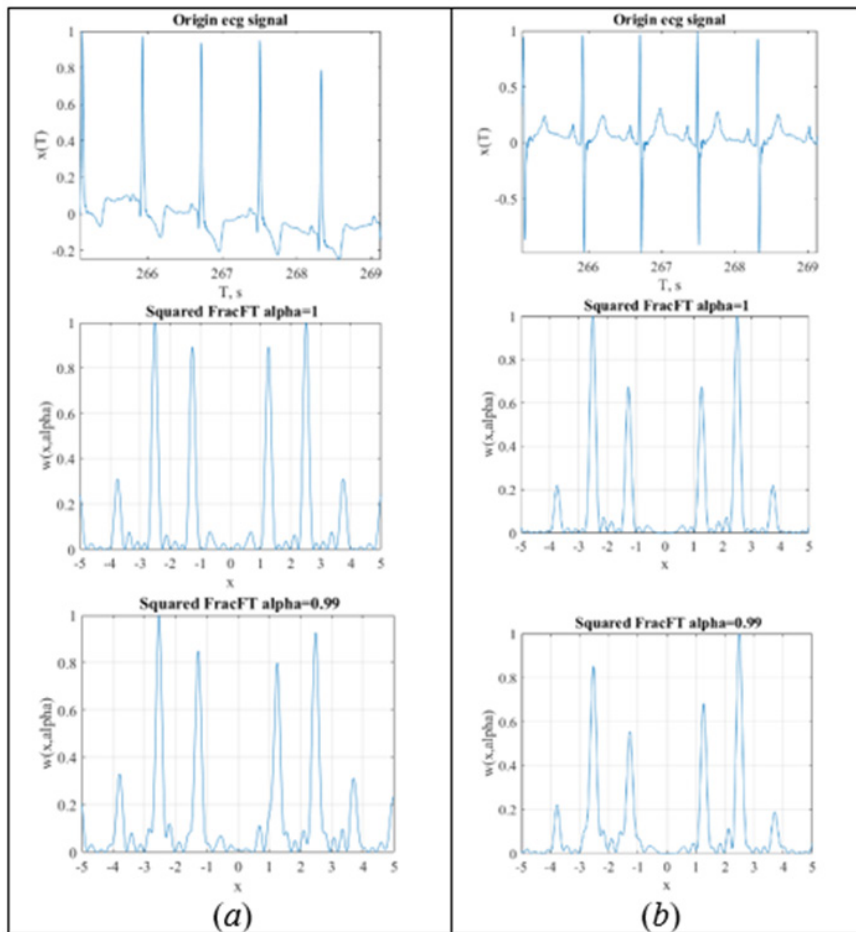 Origin ecg signal
1
0.8
0.6
0.4
0.2
0
-0.2
x(T)
266 267 268 269
T, s
Squared FracFT alpha=1
1
0.8
0.6
0.4
0.2
0
w(x,alpha)
-5 -4 -3 -2 -1 0 1 2 3 4 5
x
Squared FracFT alpha=0.99
1
0.8
0.6
0.4
0.2
0
w(x,alpha)
-5 -4 -3 -2 -1 0 1 2 3 4 5
x
(a)
Origin ecg signal
1
0.5
0
-0.5
x(T)
266 267 268 269
T, s
Squared FracFT alpha=1
1
0.8
0.6
0.4
0.2
0
w(x,alpha)
-5 -4 -3 -2 -1 0 1 2 3 4 5
x
Squared FracFT alpha=0.99
1
0.8
0.6
0.4
0.2
0
w(x,alpha)
-5 -4 -3 -2 -1 0 1 2 3 4 5
x
(b)